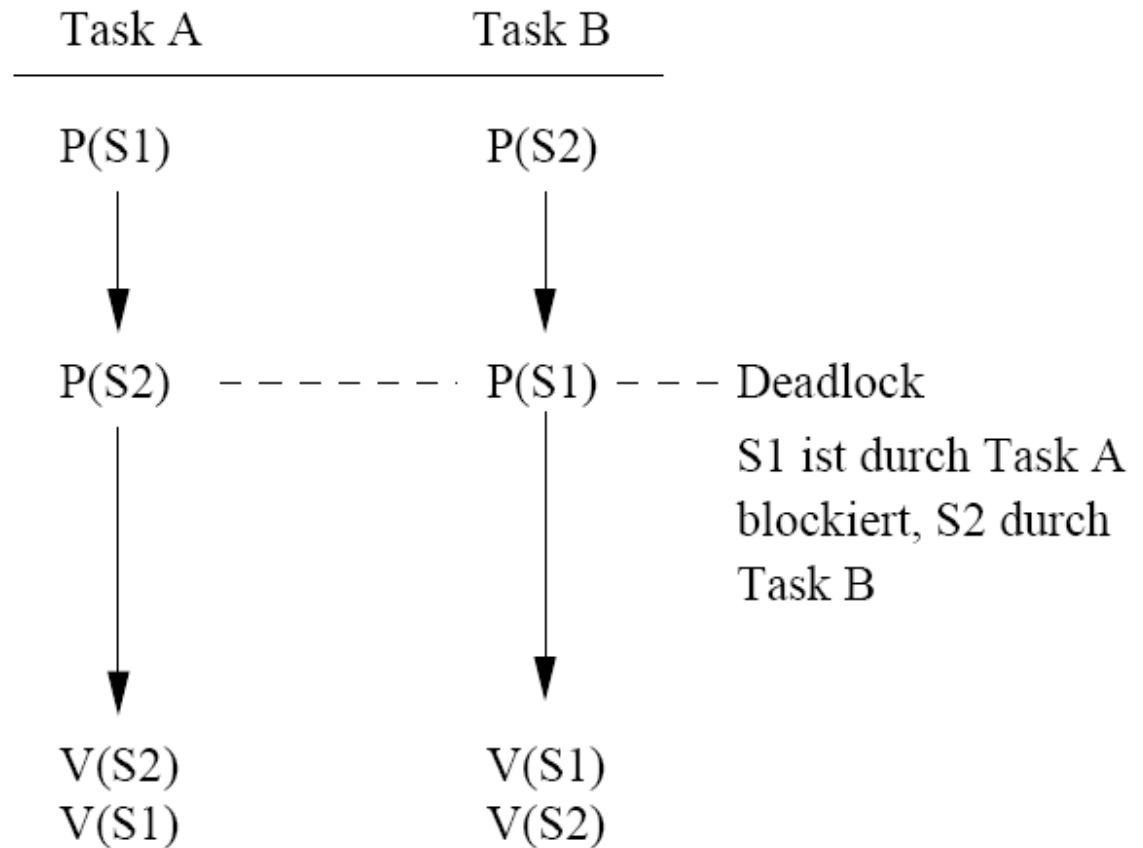 Task A Task B
P(S1) P(S2)
P(S2) P(S1) Deadlock
S1 ist durch Task A
blockiert, S2 durch
Task B
V(S2) V(S1)
V(S1) V(S2)